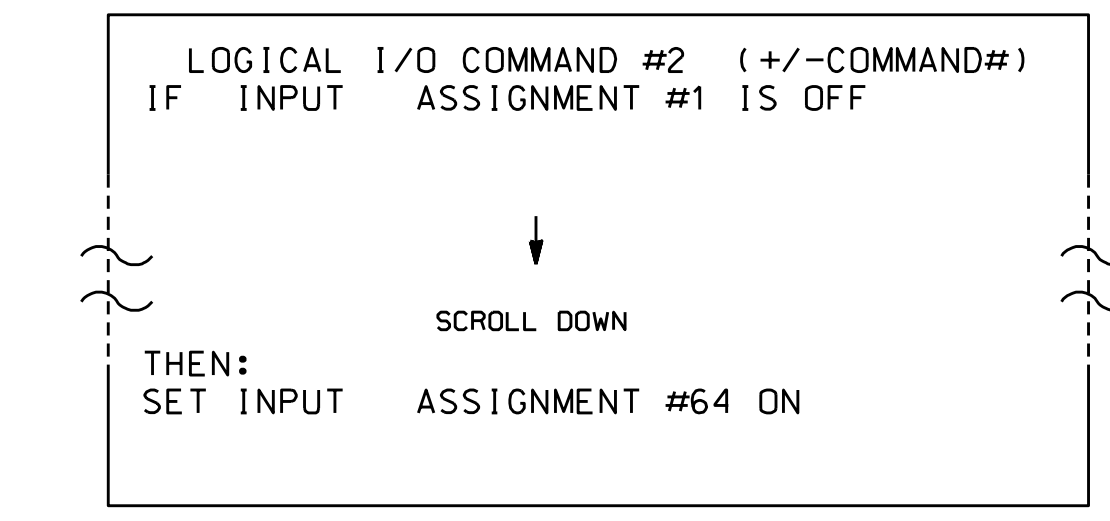 LOGICAL I/O COMMAND #2 (+/-COMMAND#)
IF INPUT ASSIGNMENT #1 IS OFF
SCROLL DOWN
THEN:
SET INPUT ASSIGNMENT #64 ON